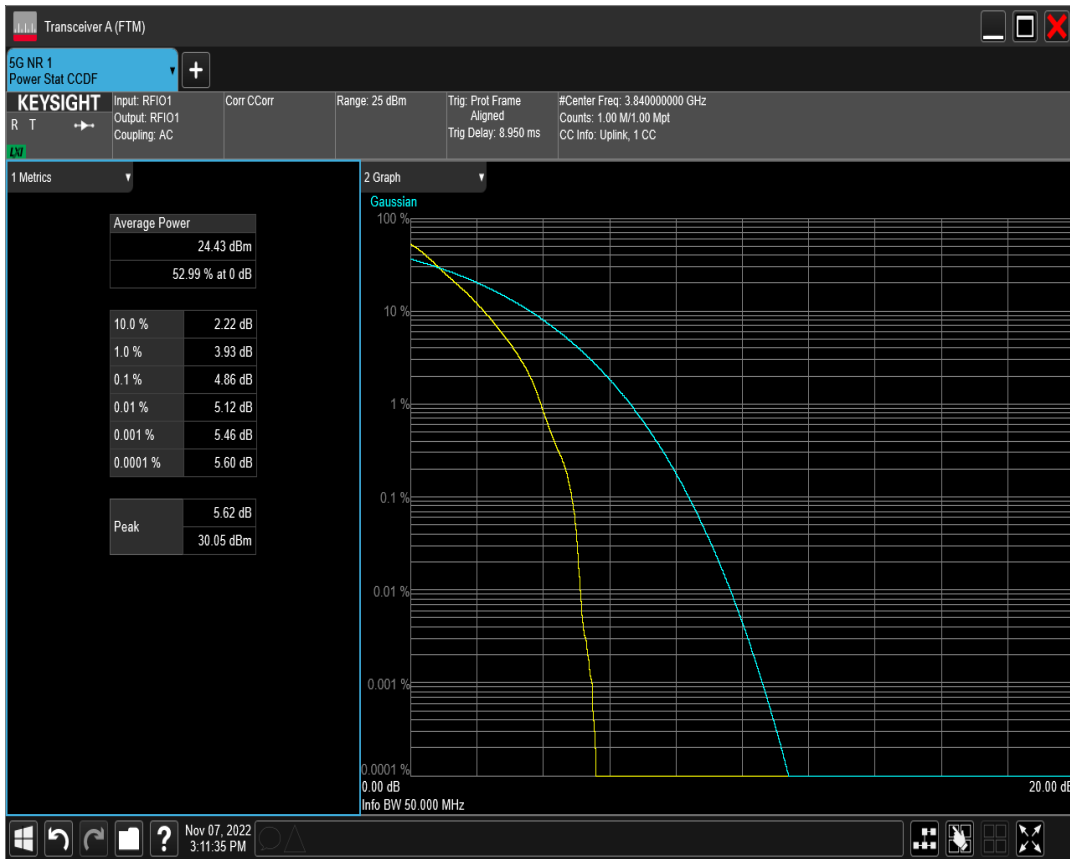 Transceiver A (FTM)
5G NR 1
Power Stat CCDF
+
KEYSIGHT
R T
LXI
Input: RFIO1
Output: RFIO1
Coupling: AC
Corr CCorr
Range: 25 dBm
Trig: Prot Frame
Aligned
Trig Delay: 8.950 ms
#Center Freq: 3.840000000 GHz
Counts: 1.00 M/1.00 Mpt
CC Info: Uplink, 1 CC
1 Metrics
Average Power
24.43 dBm
52.99 % at 0 dB
10.0 % 2.22 dB
1.0 % 3.93 dB
0.1 % 4.86 dB
0.01 % 5.12 dB
0.001 % 5.46 dB
0.0001 % 5.60 dB
Peak
5.62 dB
30.05 dBm
2 Graph
Gaussian
100 %
10 %
1 %
0.1 %
0.01 %
0.001 %
0.0001 %
0.00 dB
20.00 dB
Info BW 50.000 MHz
?
Nov 07, 2022
3:11:35 PM